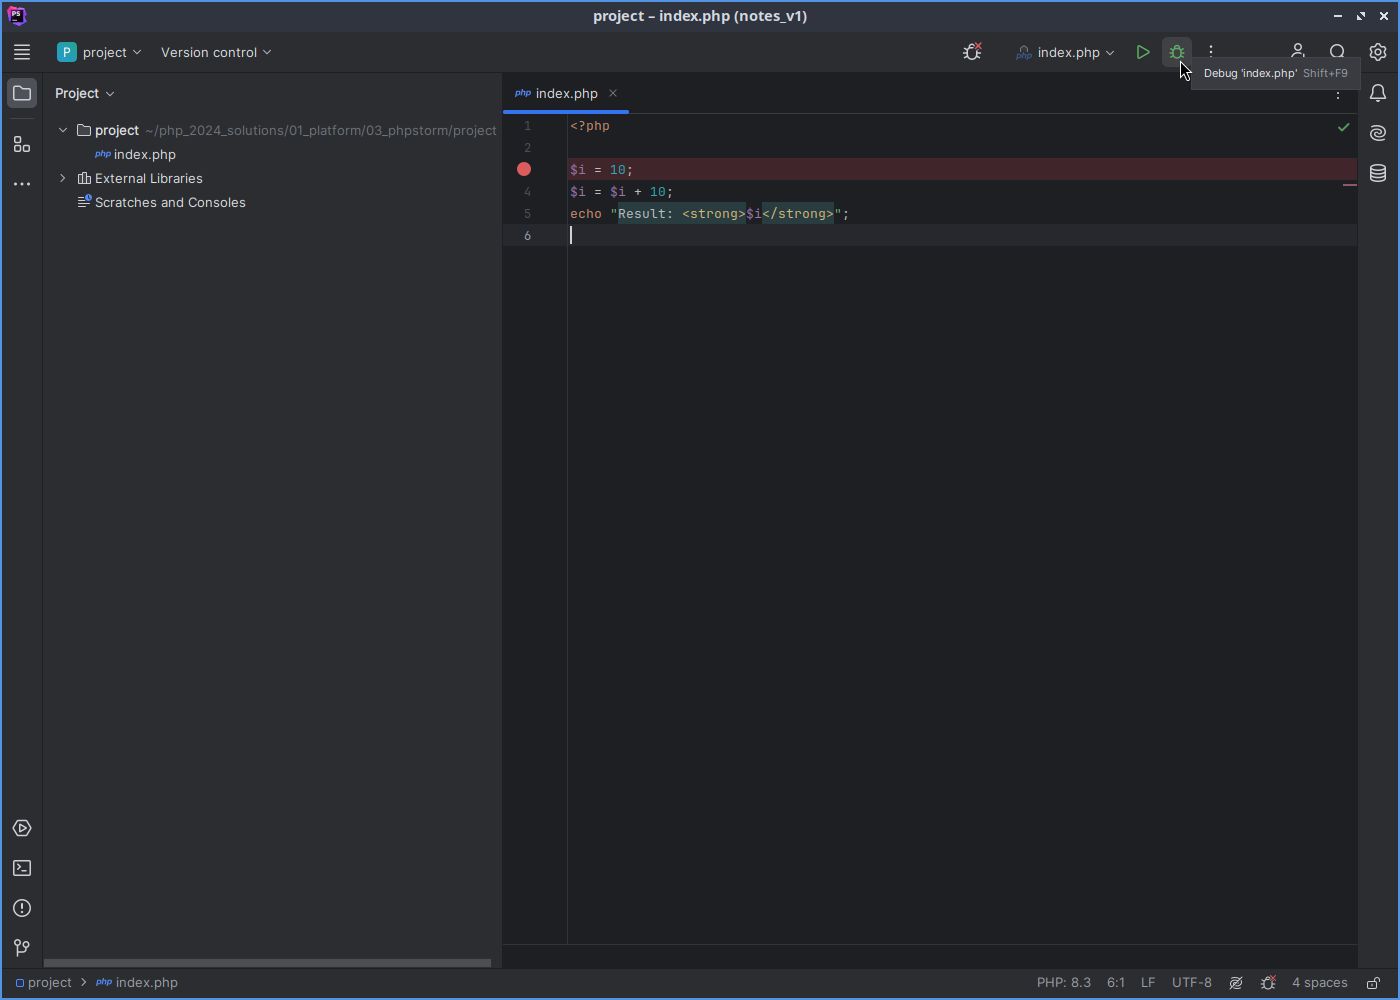 PS
project – index.php (notes_v1)
P project
Version control
php index.php
Debug 'index.php' Shift+F9
Project
php index.php
project ~/php_2024_solutions/01_platform/03_phpstorm/project
php index.php
External Libraries
Scratches and Consoles
1 <?php
2
$i = 10;
4 $i = $i + 10;
5 echo "Result: <strong>$i</strong>";
6
project > php index.php
PHP: 8.3 6:1 LF UTF-8 4 spaces